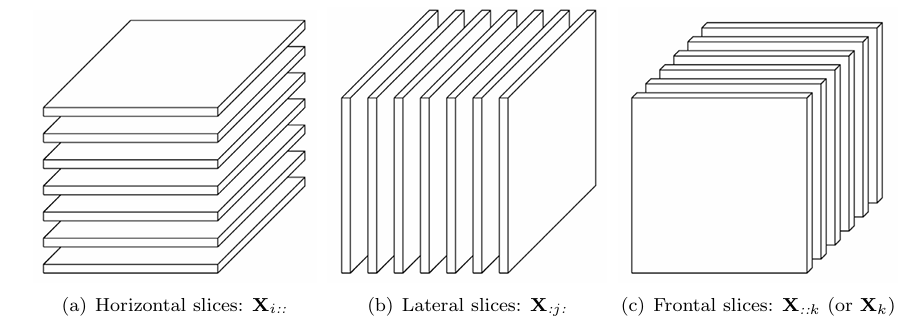 (a) Horizontal slices: X_{i::}
(b) Lateral slices: X_{:j:}
(c) Frontal slices: X_{::k} (or X_k)